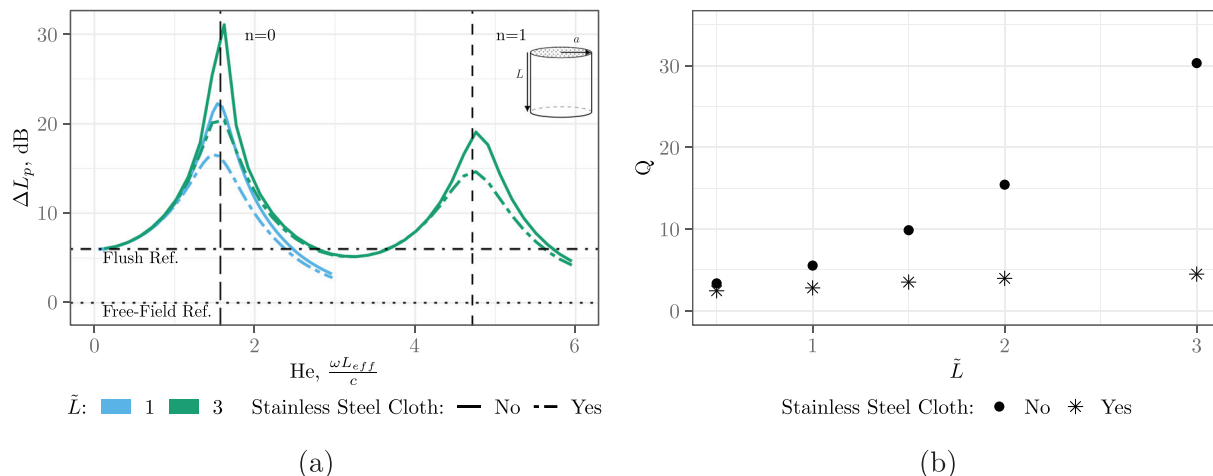 n=0
n=1
a
L
30
20
10
0
ΔL_p, dB
Flush Ref.
Free-Field Ref.
0 2 4 6
He, ωL_eff/c
L̃: 1 3 Stainless Steel Cloth: No Yes
(a)
30
20
10
0
Q
1 2 3
L̃
Stainless Steel Cloth: No Yes
(b)